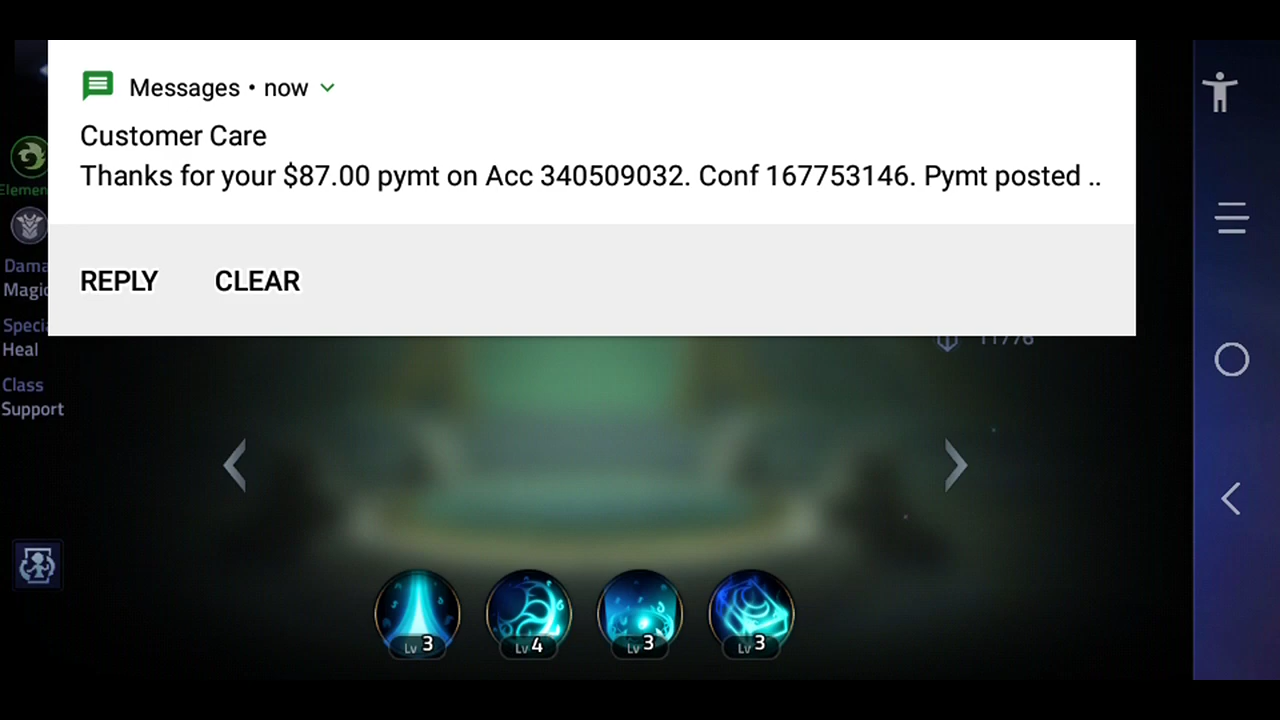 Messages • now
Customer Care
Thanks for your $87.00 pymt on Acc 340509032. Conf 167753146. Pymt posted ..
REPLY CLEAR
Elemen
Dama
Magic
Speci
Heal
Class
Support
Lv 3
Lv 4
Lv 3
Lv 3